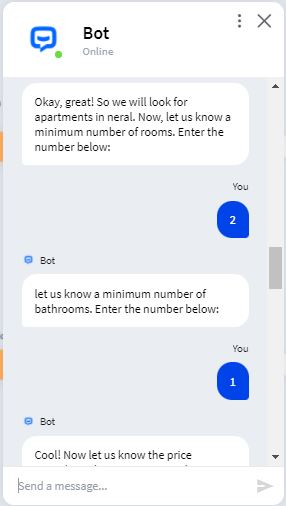 Bot
Online
Okay, great! So we will look for
apartments in neral. Now, let us know a
minimum number of rooms. Enter the
number below:
You
2
Bot
let us know a minimum number of
bathrooms. Enter the number below:
You
1
Bot
Cool! Now let us know the price
Send a message...